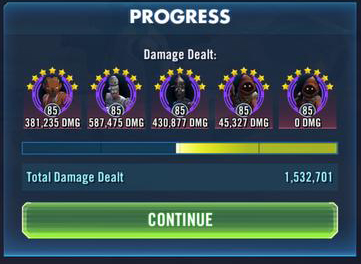 PROGRESS
Damage Dealt:
85 85 85 85 85
381,235 DMG 587,475 DMG 430,877 DMG 45,327 DMG 0 DMG
Total Damage Dealt 1,532,701
CONTINUE